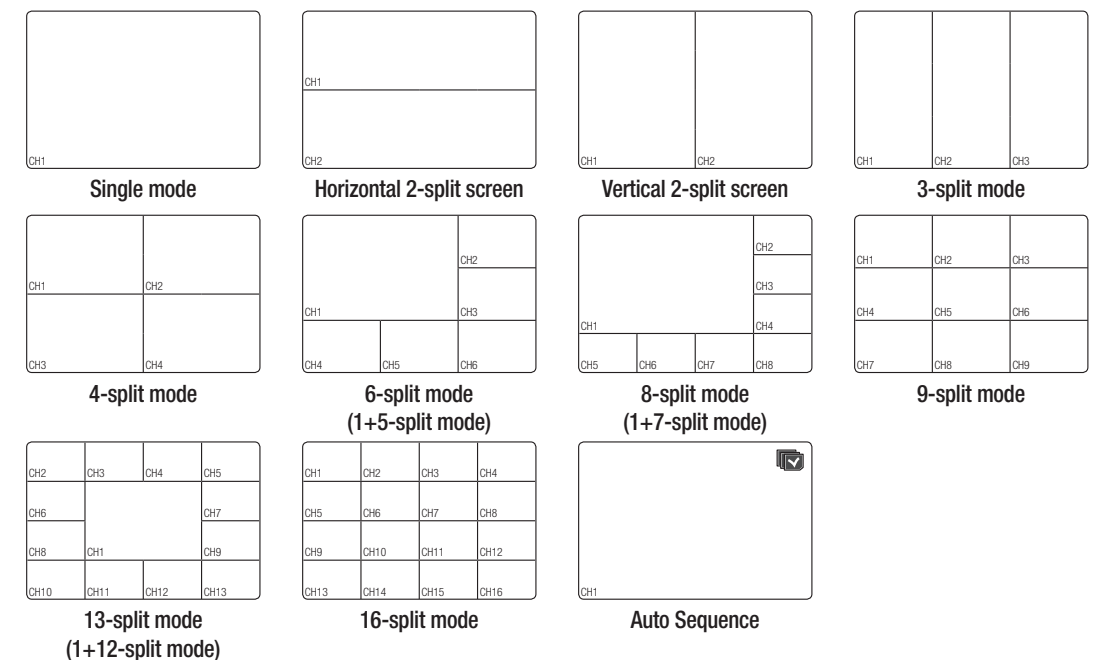 CH1
Single mode
CH1
CH2
Horizontal 2-split screen
CH1 CH2
Vertical 2-split screen
CH1 CH2 CH3
3-split mode
CH1 CH2
CH3 CH4
4-split mode
CH2
CH1 CH3
CH4 CH5 CH6
6-split mode
(1+5-split mode)
CH2
CH3
CH1 CH4
CH5 CH6 CH7 CH8
8-split mode
(1+7-split mode)
CH1 CH2 CH3
CH4 CH5 CH6
CH7 CH8 CH9
9-split mode
CH2 CH3 CH4 CH5
CH6 CH7
CH8 CH1 CH9
CH10 CH11 CH12 CH13
13-split mode
(1+12-split mode)
CH1 CH2 CH3 CH4
CH5 CH6 CH7 CH8
CH9 CH10 CH11 CH12
CH13 CH14 CH15 CH16
16-split mode
CH1
Auto Sequence